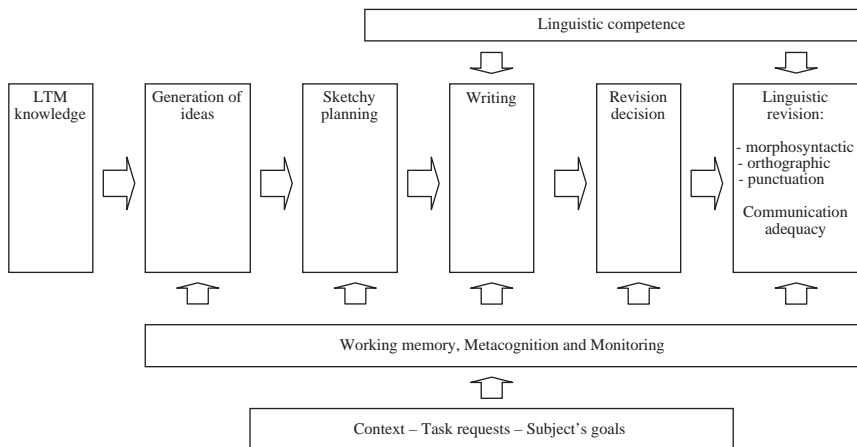 Linguistic competence
LTM
knowledge
Generation of
ideas
Sketchy
planning
Writing
Revision
decision
Linguistic
revision:
- morphosyntactic
- orthographic
- punctuation
Communication
adequacy
Working memory, Metacognition and Monitoring
Context – Task requests – Subject's goals